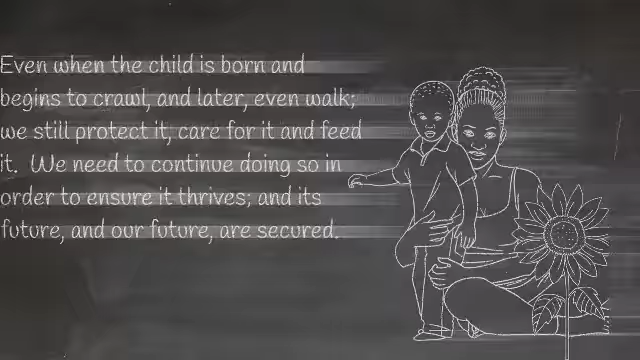 Even when the child is born and
begins to crawl, and later, even walk;
we still protect it, care for it and feed
it.  We need to continue doing so in
order to ensure it thrives; and its
future, and our future, are secured.